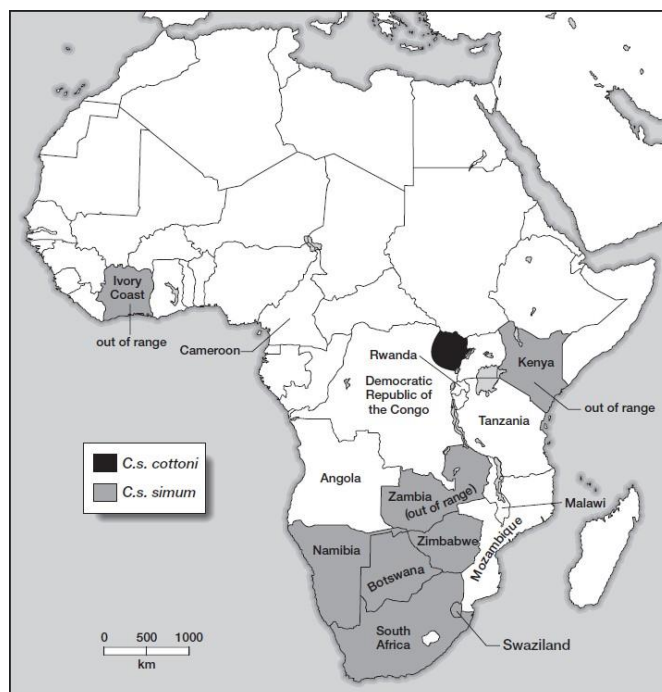 Ivory
Coast
out of range
Cameroon
Rwanda
Democratic
Republic of
the Congo
Kenya
out of range
Tanzania
C.s. cottoni
C.s. simum
Angola
Zambia
(out of range)
Malawi
Namibia
Zimbabwe
Botswana
Mozambique
South
Africa
Swaziland
0 500 1000
km